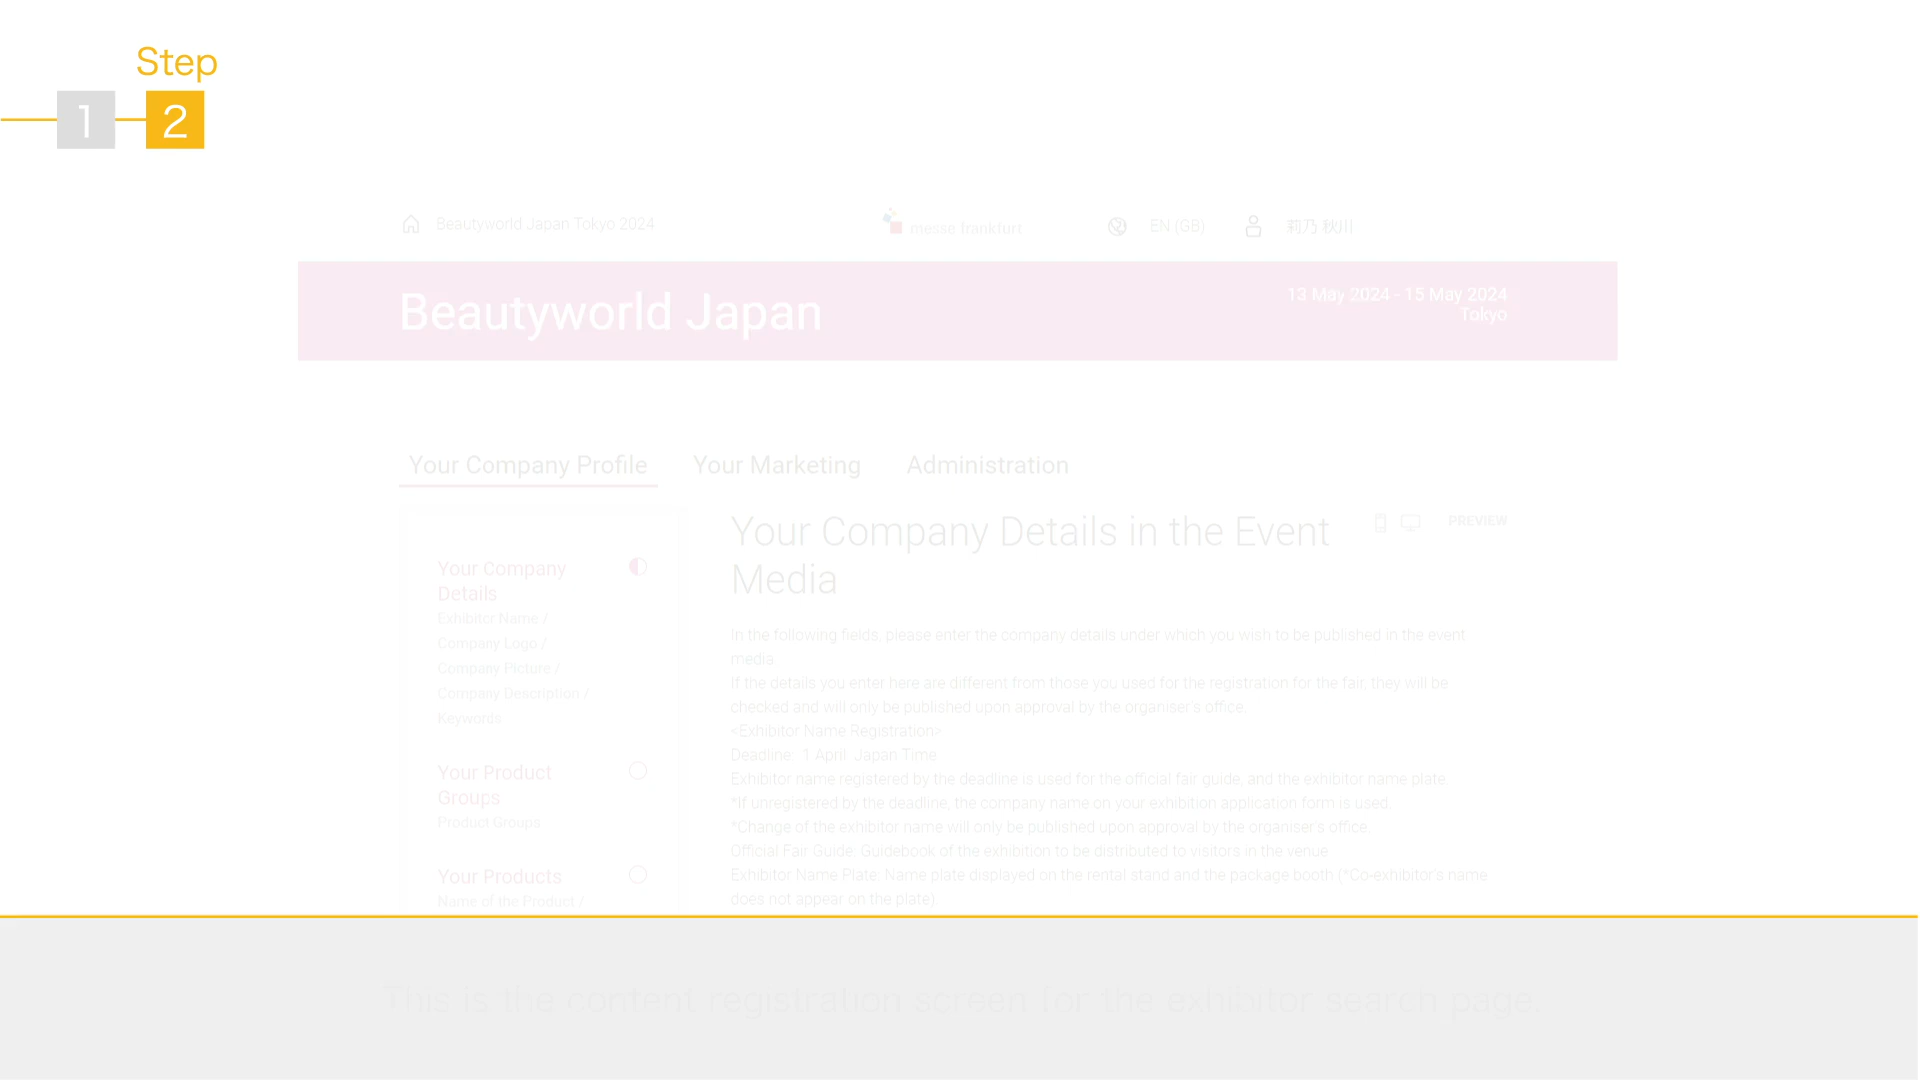 Step
1 2
Beautyworld Japan Tokyo 2024
messe frankfurt
EN (GB)
莉乃 秋川
Beautyworld Japan
13 May 2024 - 15 May 2024
Tokyo
Your Company Profile
Your Marketing
Administration
Your Company
Details
Exhibitor Name /
Company Logo /
Company Picture /
Company Description /
Keywords
Your Product
Groups
Product Groups
Your Products
Name of the Product /
Your Company Details in the Event
Media
PREVIEW
In the following fields, please enter the company details under which you wish to be published in the event
media.
If the details you enter here are different from those you used for the registration for the fair, they will be
checked and will only be published upon approval by the organiser's office.
<Exhibitor Name Registration>
Deadline: 1 April, Japan Time
Exhibitor name registered by the deadline is used for the official fair guide, and the exhibitor name plate.
*If unregistered by the deadline, the company name on your exhibition application form is used.
*Change of the exhibitor name will only be published upon approval by the organiser's office.
Official Fair Guide: Guidebook of the exhibition to be distributed to visitors in the venue
Exhibitor Name Plate: Name plate displayed on the rental stand and the package booth (*Co-exhibitor's name
does not appear on the plate)
This is the content registration screen for the exhibitor search page.